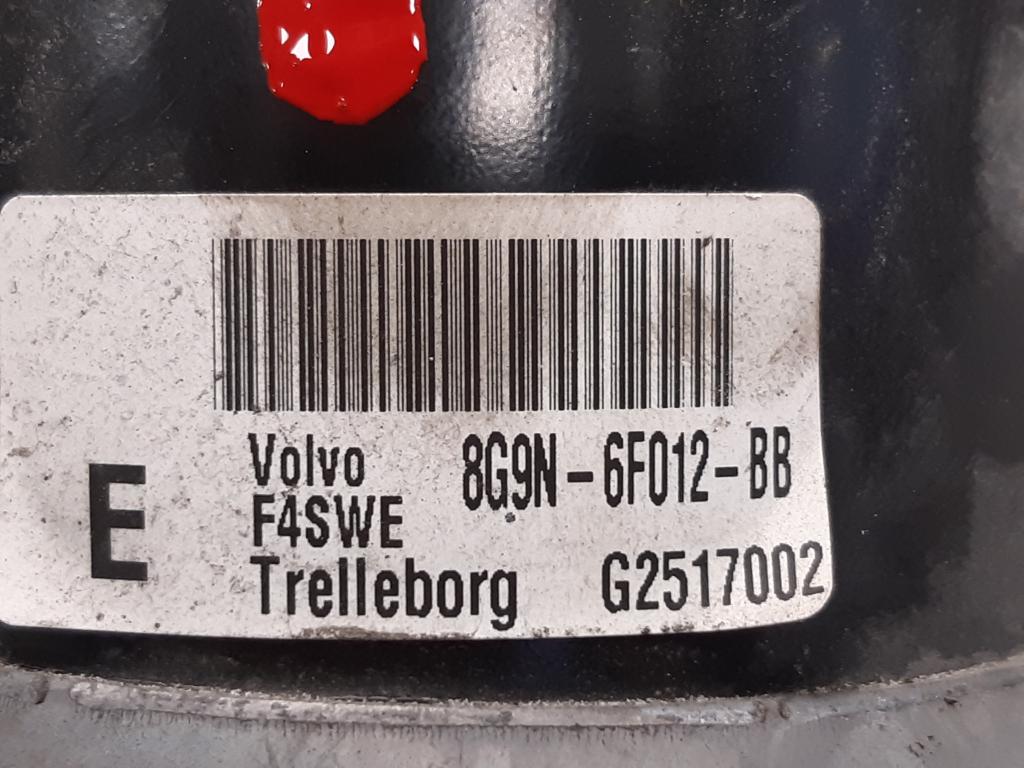 E
Volvo 8G9N-6F012-BB
F4SWE
Trelleborg G2517002